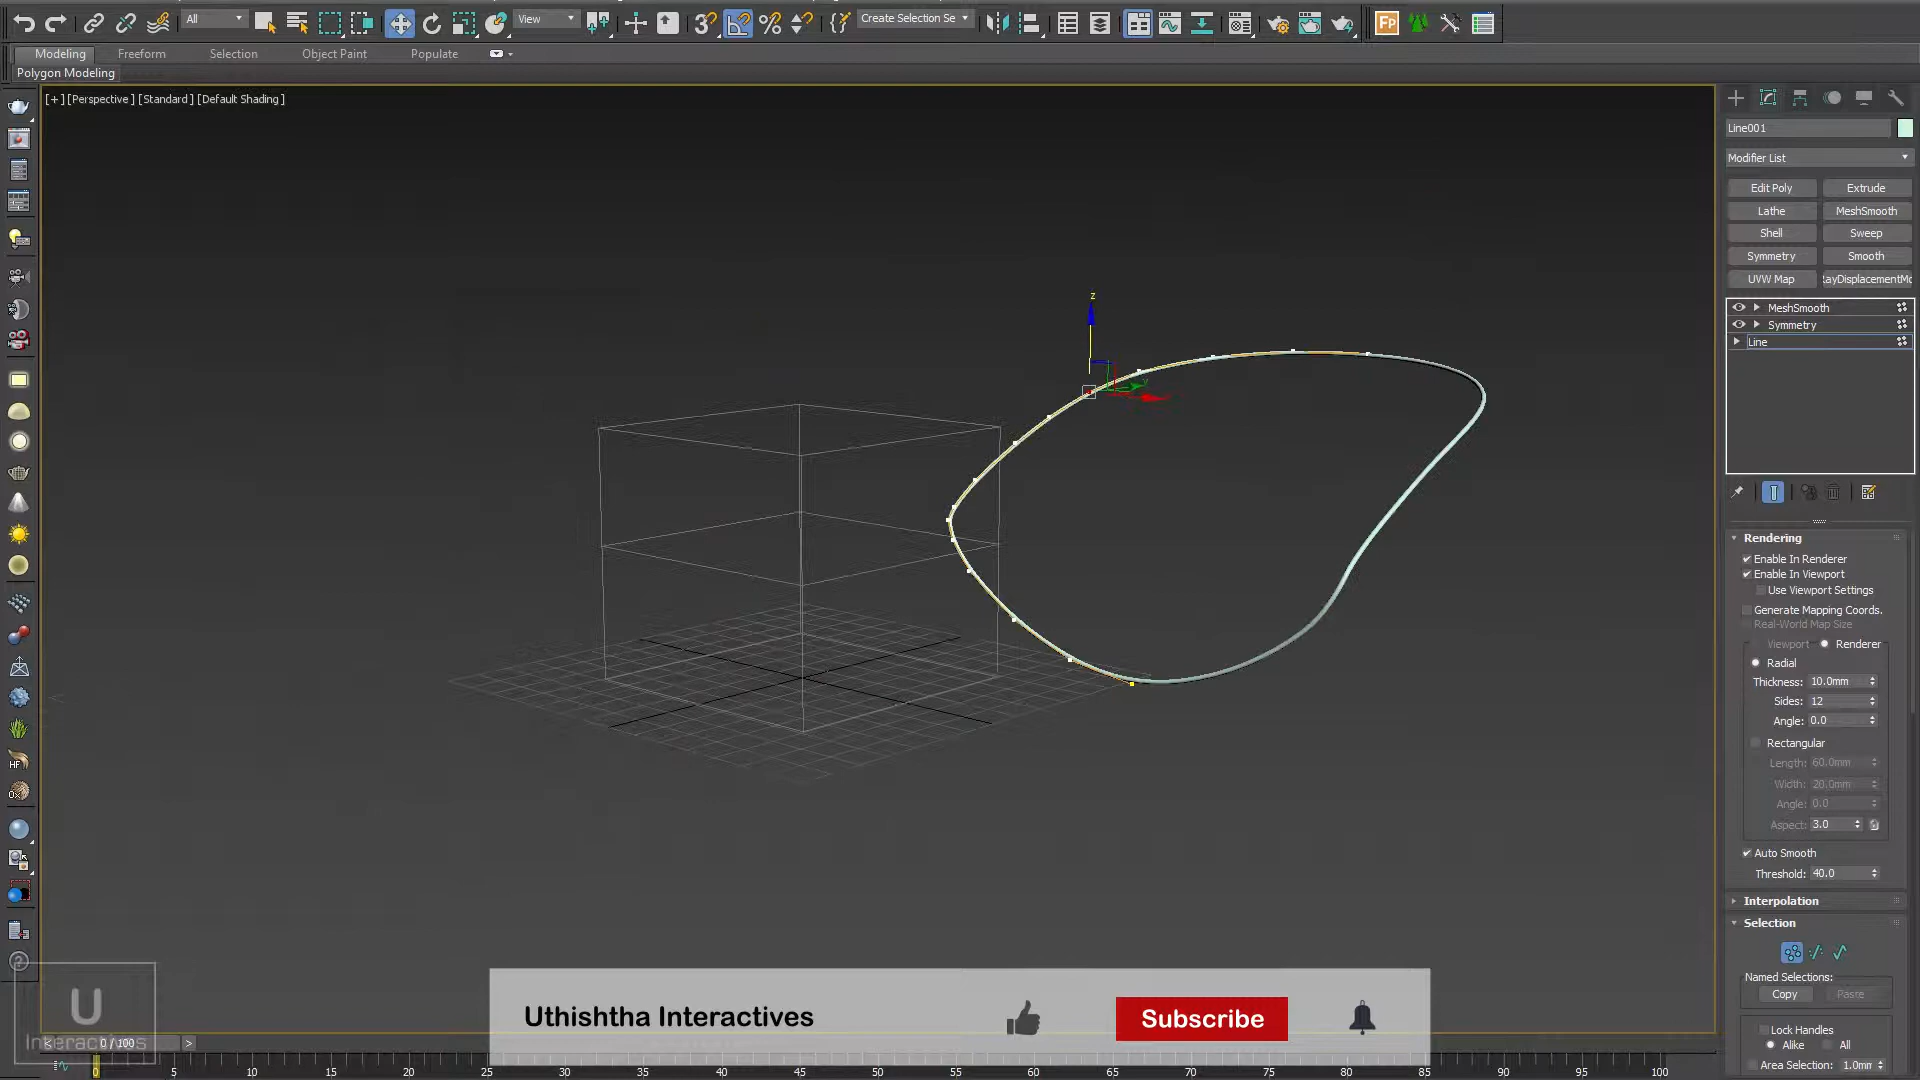 All
View
3
Create Selection Se
Fp
Modeling
Freeform
Selection
Object Paint
Populate
Polygon Modeling
[+] [Perspective] [Standard] [Default Shading]
Line001
Modifier List
Edit Poly
Extrude
Lathe
MeshSmooth
Shell
Sweep
Symmetry
Smooth
UVW Map
RayDisplacementMo
MeshSmooth
Symmetry
Line
z
y
Rendering
Enable In Renderer
Enable In Viewport
Use Viewport Settings
Generate Mapping Coords.
Real-World Map Size
Viewport
Renderer
Radial
Thickness: 10.0mm
Sides: 12
Angle: 0.0
Rectangular
Length: 60.0mm
Width: 20.0mm
Angle: 0.0
Aspect: 3.0
Auto Smooth
Threshold: 40.0
Interpolation
Selection
Named Selections:
Copy
Paste
Lock Handles
Alike
All
Area Selection: 1.0mm
HF
U
Interactives
< 0 / 100 >
Uthishtha Interactives
Subscribe
0 5 10 15 20 25 30 35 40 45 50 55 60 65 70 75 80 85 90 95 100